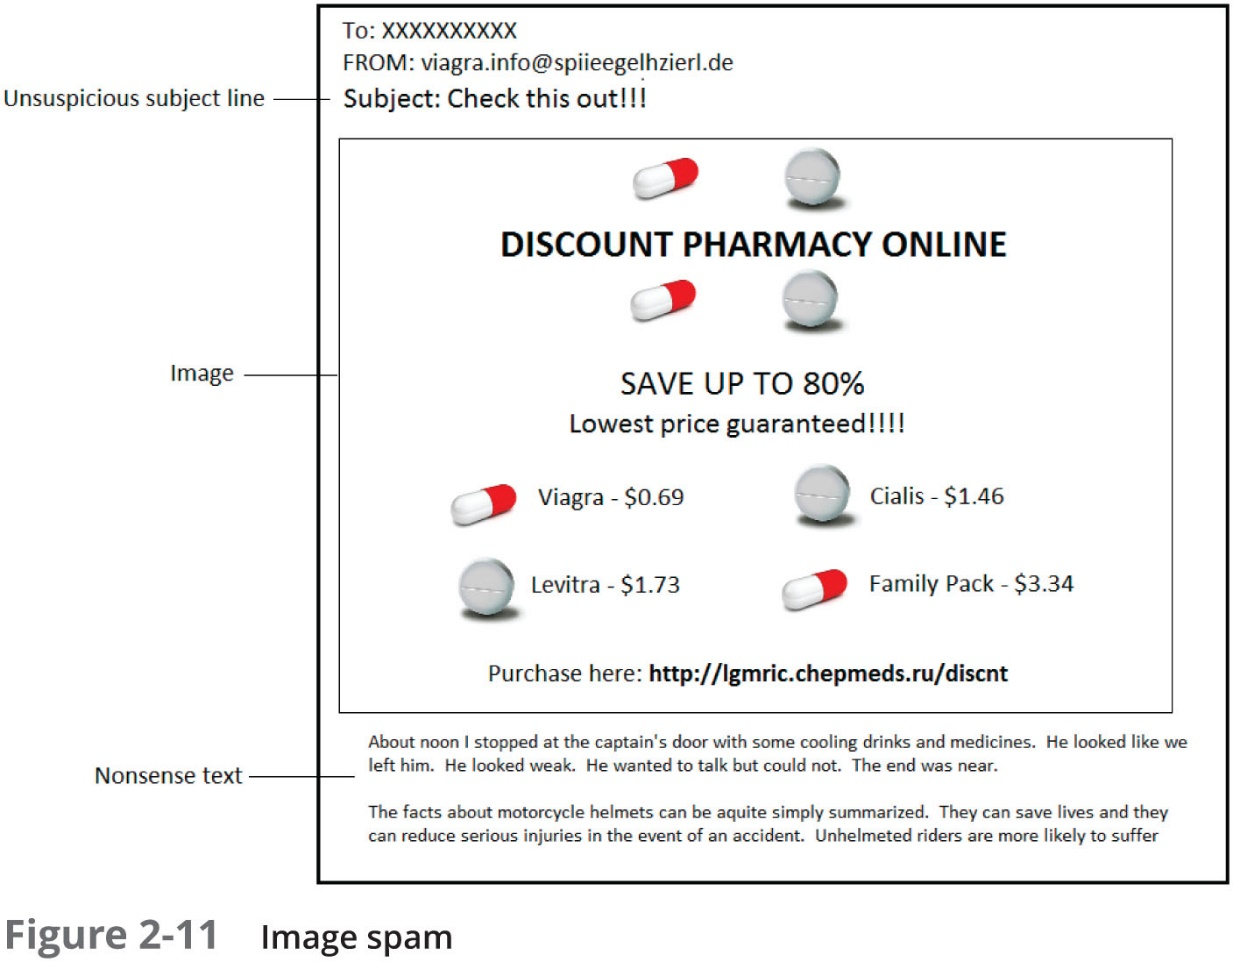 To: XXXXXXXXXX
FROM: viagra.info@spiieegelhzierl.de
Unsuspicious subject line
Subject: Check this out!!!
DISCOUNT PHARMACY ONLINE
Image
SAVE UP TO 80%
Lowest price guaranteed!!!!
Viagra - $0.69
Cialis - $1.46
Levitra - $1.73
Family Pack - $3.34
Purchase here: http://lgmric.chepmeds.ru/discnt
Nonsense text
About noon I stopped at the captain's door with some cooling drinks and medicines. He looked like we
left him. He looked weak. He wanted to talk but could not. The end was near.
The facts about motorcycle helmets can be aquite simply summarized. They can save lives and they
can reduce serious injuries in the event of an accident. Unhelmeted riders are more likely to suffer
Figure 2-11 Image spam